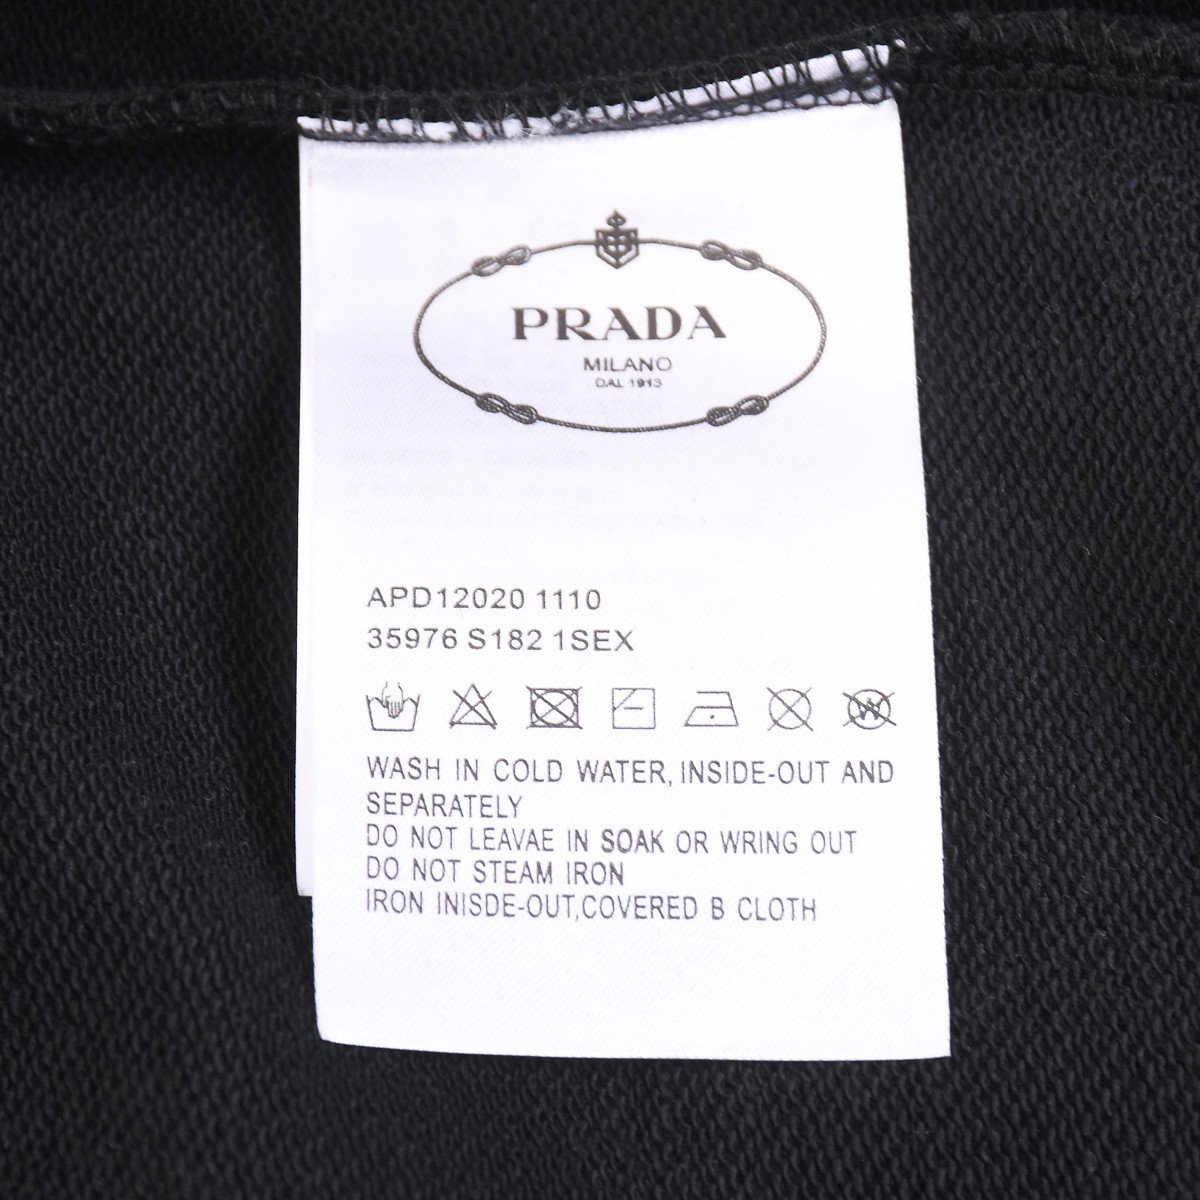 PRADA
MILANO
DAL 1913
APD12020 1110
35976 S182 1SEX
W
WASH IN COLD WATER, INSIDE-OUT AND
SEPARATELY
DO NOT LEAVAE IN SOAK OR WRING OUT
DO NOT STEAM IRON
IRON INISDE-OUT,COVERED B CLOTH